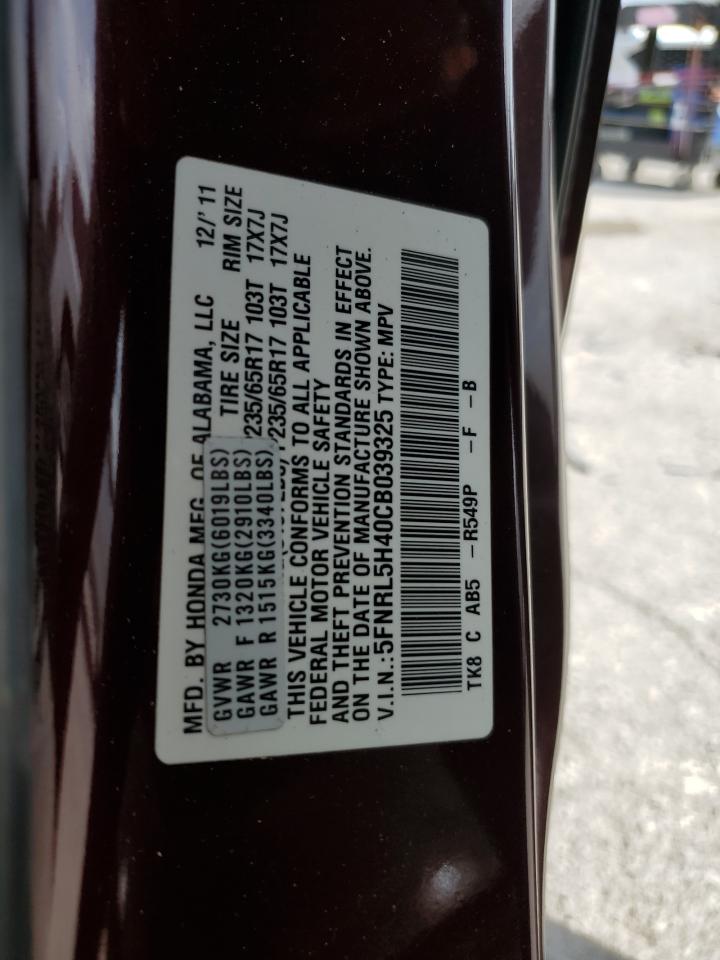 MFD. BY HONDA MFG. OF ALABAMA, LLC 12/'11
TIRE SIZE RIM SIZE
GVWR 2730KG(6019LBS)
GAWR F 1320KG(2910LBS) 235/65R17 103T 17X7J
GAWR R 1515KG(3340LBS) 235/65R17 103T 17X7J
THIS VEHICLE CONFORMS TO ALL APPLICABLE
FEDERAL MOTOR VEHICLE SAFETY
AND THEFT PREVENTION STANDARDS IN EFFECT
ON THE DATE OF MANUFACTURE SHOWN ABOVE.
V.I.N.:5FNRL5H40CB039325 TYPE: MPV
TK8 C AB5 -R549P -F -B